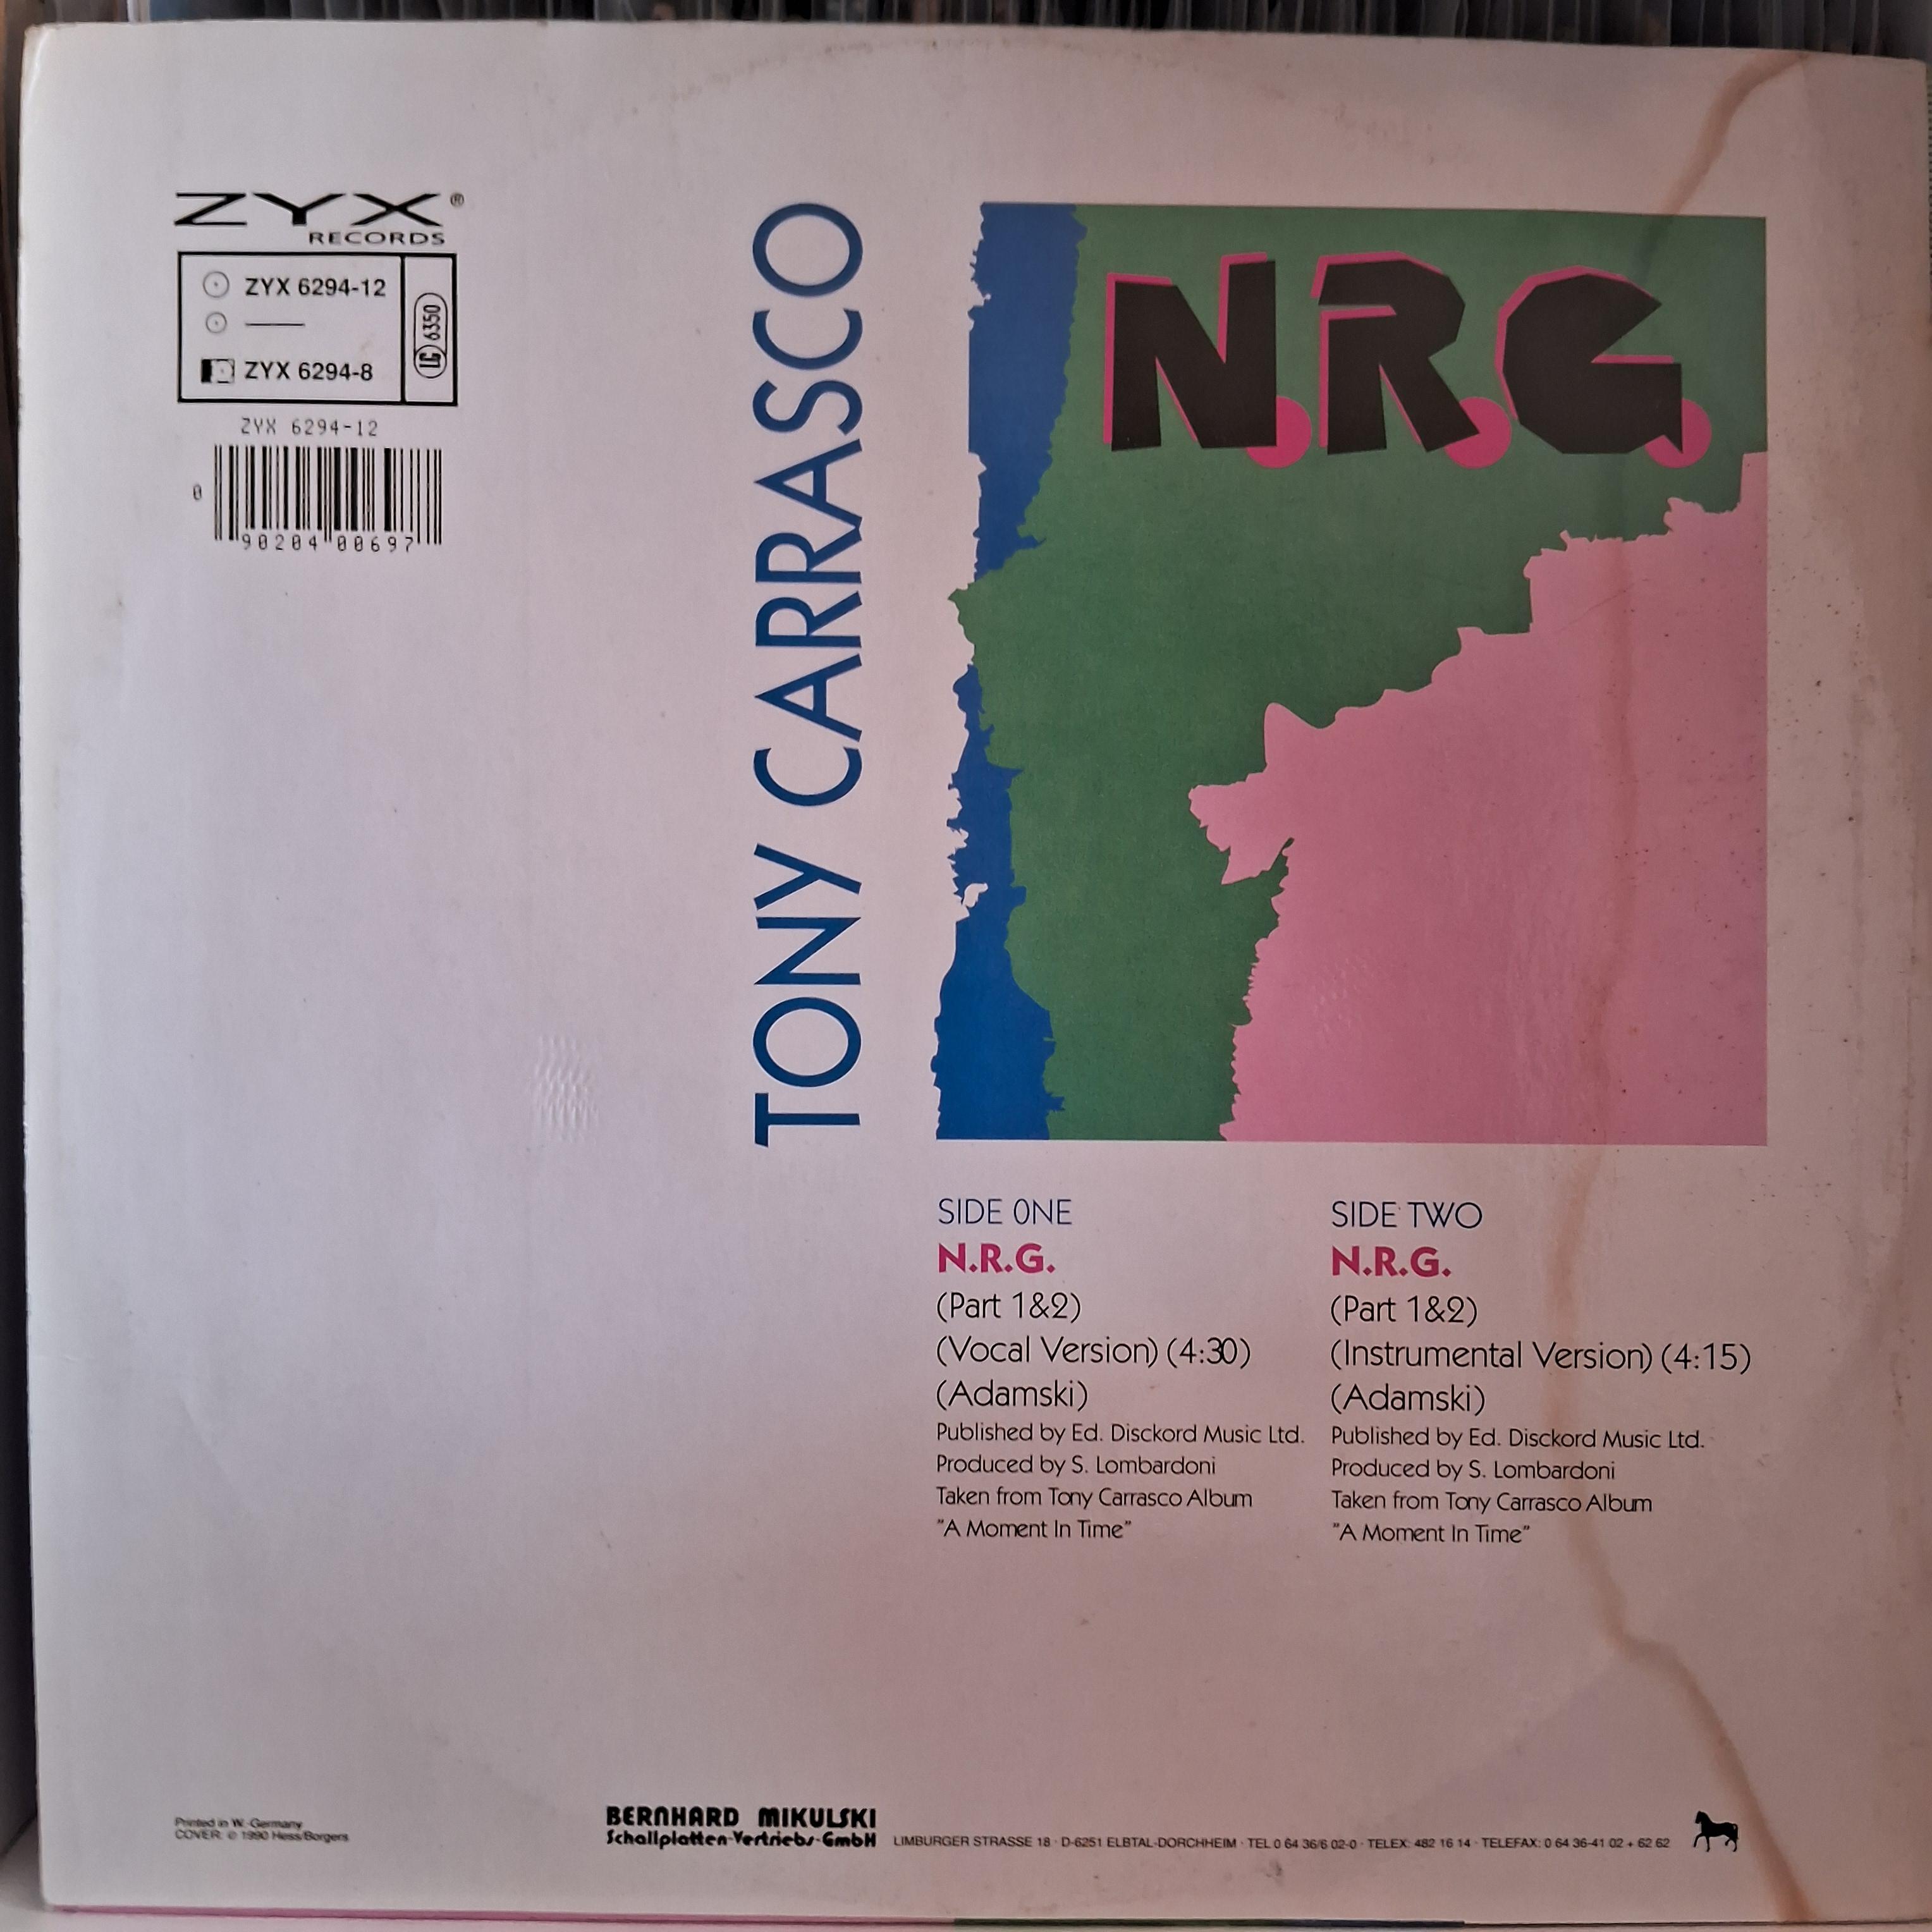 ZYX®
RECORDS
ZYX 6294-12
ZYX 6294-8
LC 6350
ZYX 6294-12
0 90204 00697
TONY CARRASCO
N.R.G.
SIDE ONE
N.R.G.
(Part 1&2)
(Vocal Version) (4:30)
(Adamski)
Published by Ed. Disckord Music Ltd.
Produced by S. Lombardoni
Taken from Tony Carrasco Album
"A Moment In Time"
SIDE TWO
N.R.G.
(Part 1&2)
(Instrumental Version) (4:15)
(Adamski)
Published by Ed. Disckord Music Ltd.
Produced by S. Lombardoni
Taken from Tony Carrasco Album
"A Moment In Time"
Printed in W.-Germany
COVER: © 1990 Hess/Borgers
BERNHARD MIKULSKI
Schallplatten-Vertriebs-GmbH LIMBURGER STRASSE 18 · D-6251 ELBTAL-DORCHHEIM · TEL 0 64 36/6 02-0 · TELEX: 482 16 14 · TELEFAX: 0 64 36-41 02 + 62 62